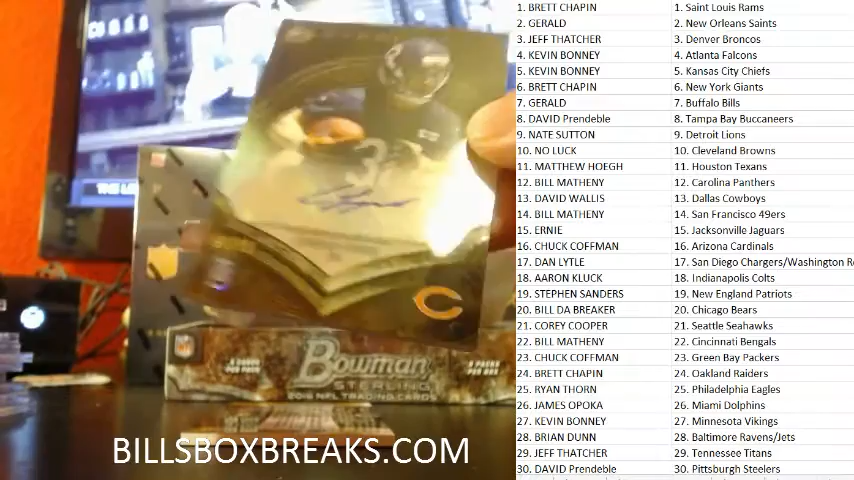 1. BRETT CHAPIN 1. Saint Louis Rams
2. GERALD 2. New Orleans Saints
3. JEFF THATCHER 3. Denver Broncos
4. KEVIN BONNEY 4. Atlanta Falcons
5. KEVIN BONNEY 5. Kansas City Chiefs
6. BRETT CHAPIN 6. New York Giants
7. GERALD 7. Buffalo Bills
8. DAVID Prendeble 8. Tampa Bay Buccaneers
9. NATE SUTTON 9. Detroit Lions
10. NO LUCK 10. Cleveland Browns
11. MATTHEW HOEGH 11. Houston Texans
12. BILL MATHENY 12. Carolina Panthers
13. DAVID WALLIS 13. Dallas Cowboys
14. BILL MATHENY 14. San Francisco 49ers
15. ERNIE 15. Jacksonville Jaguars
16. CHUCK COFFMAN 16. Arizona Cardinals
17. DAN LYTLE 17. San Diego Chargers/Washington R
18. AARON KLUCK 18. Indianapolis Colts
19. STEPHEN SANDERS 19. New England Patriots
20. BILL DA BREAKER 20. Chicago Bears
21. COREY COOPER 21. Seattle Seahawks
22. BILL MATHENY 22. Cincinnati Bengals
23. CHUCK COFFMAN 23. Green Bay Packers
24. BRETT CHAPIN 24. Oakland Raiders
25. RYAN THORN 25. Philadelphia Eagles
26. JAMES OPOKA 26. Miami Dolphins
27. KEVIN BONNEY 27. Minnesota Vikings
28. BRIAN DUNN 28. Baltimore Ravens/Jets
29. JEFF THATCHER 29. Tennessee Titans
30. DAVID Prendeble 30. Pittsburgh Steelers
Bowman
STERLING
NFL TRADING CARDS
BILLSBOXBREAKS.COM